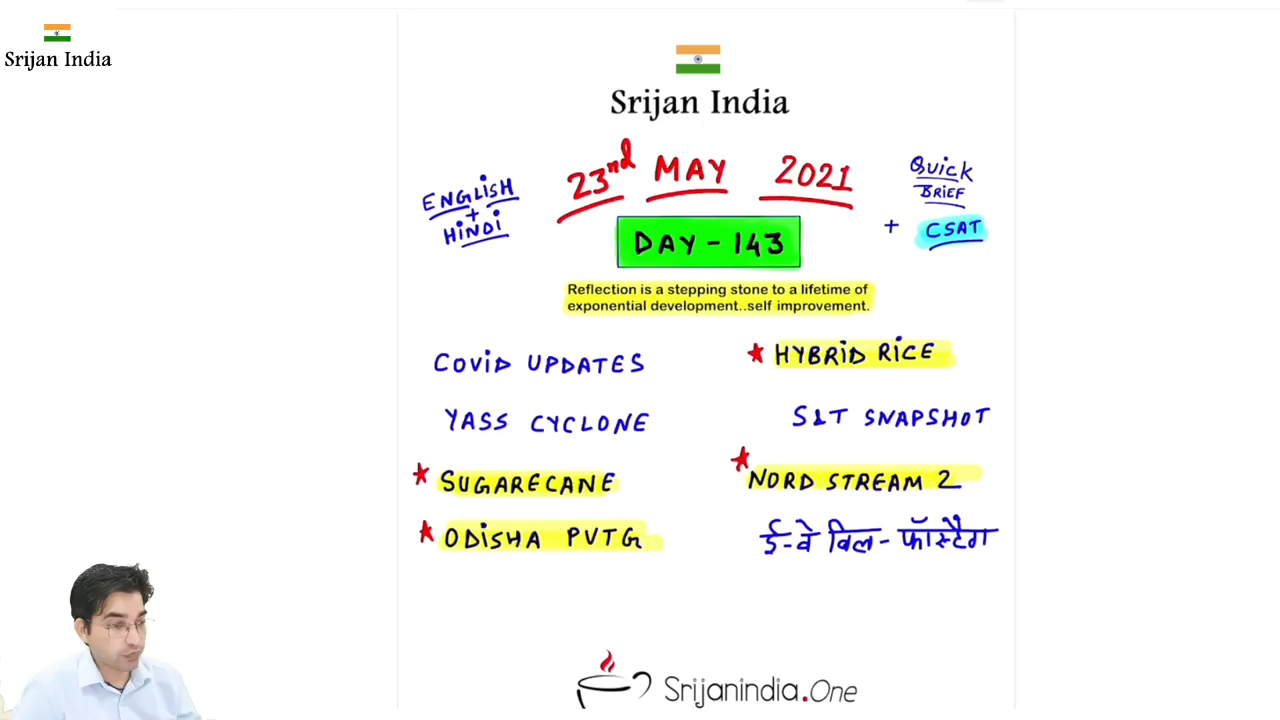 Srijan India
Srijan India
23nd MAY 2021
ENGLISH
+
HINDI
QUICK
BRIEF
+ CSAT
DAY - 143
Reflection is a stepping stone to a lifetime of
exponential development..self improvement.
COVID UPDATES
★ HYBRID RICE
YASS CYCLONE
S&T SNAPSHOT
★ SUGARECANE
★ NORD STREAM 2
★ ODISHA PVTG
ई-वे बिल - फॉस्टैग
Srijanindia.One